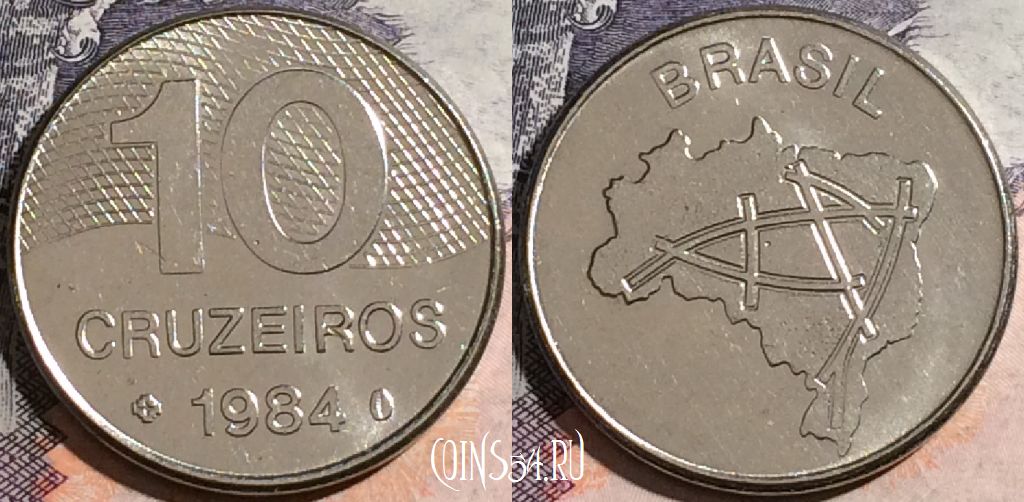 10
CRUZEIROS
1984
BRASIL
COINS54.RU